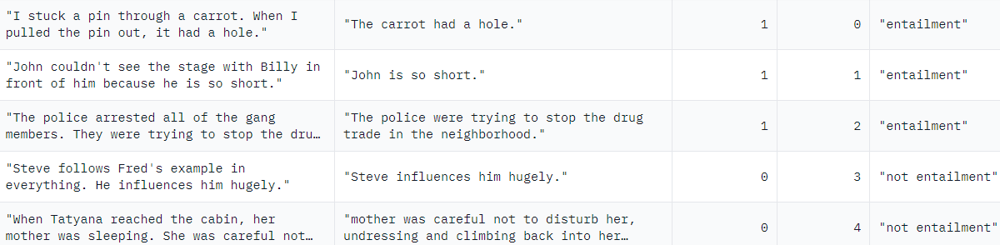 "I stuck a pin through a carrot. When I
pulled the pin out, it had a hole."
"The carrot had a hole."
1
0
"entailment"
"John couldn't see the stage with Billy in
front of him because he is so short."
"John is so short."
1
1
"entailment"
"The police arrested all of the gang
members. They were trying to stop the dru…
"The police were trying to stop the drug
trade in the neighborhood."
1
2
"entailment"
"Steve follows Fred's example in
everything. He influences him hugely."
"Steve influences him hugely."
0
3
"not entailment"
"When Tatyana reached the cabin, her
mother was sleeping. She was careful not…
"mother was careful not to disturb her,
undressing and climbing back into her…
0
4
"not entailment"